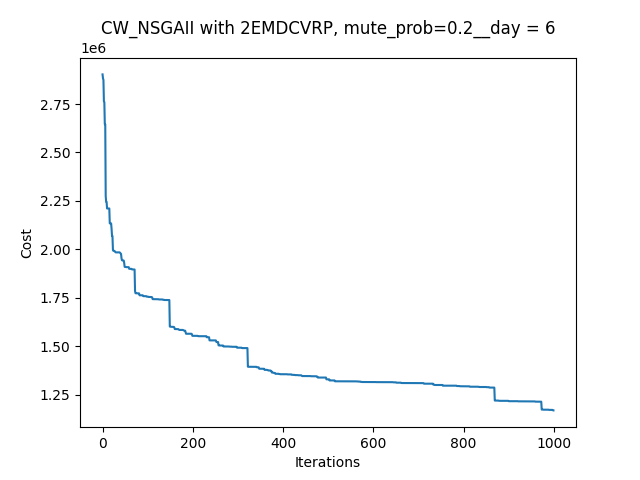 CW_NSGAII with 2EMDCVRP, mute_prob=0.2__day = 6
1e6
2.75
2.50
2.25
2.00
1.75
1.50
1.25
Cost
0 200 400 600 800 1000
Iterations